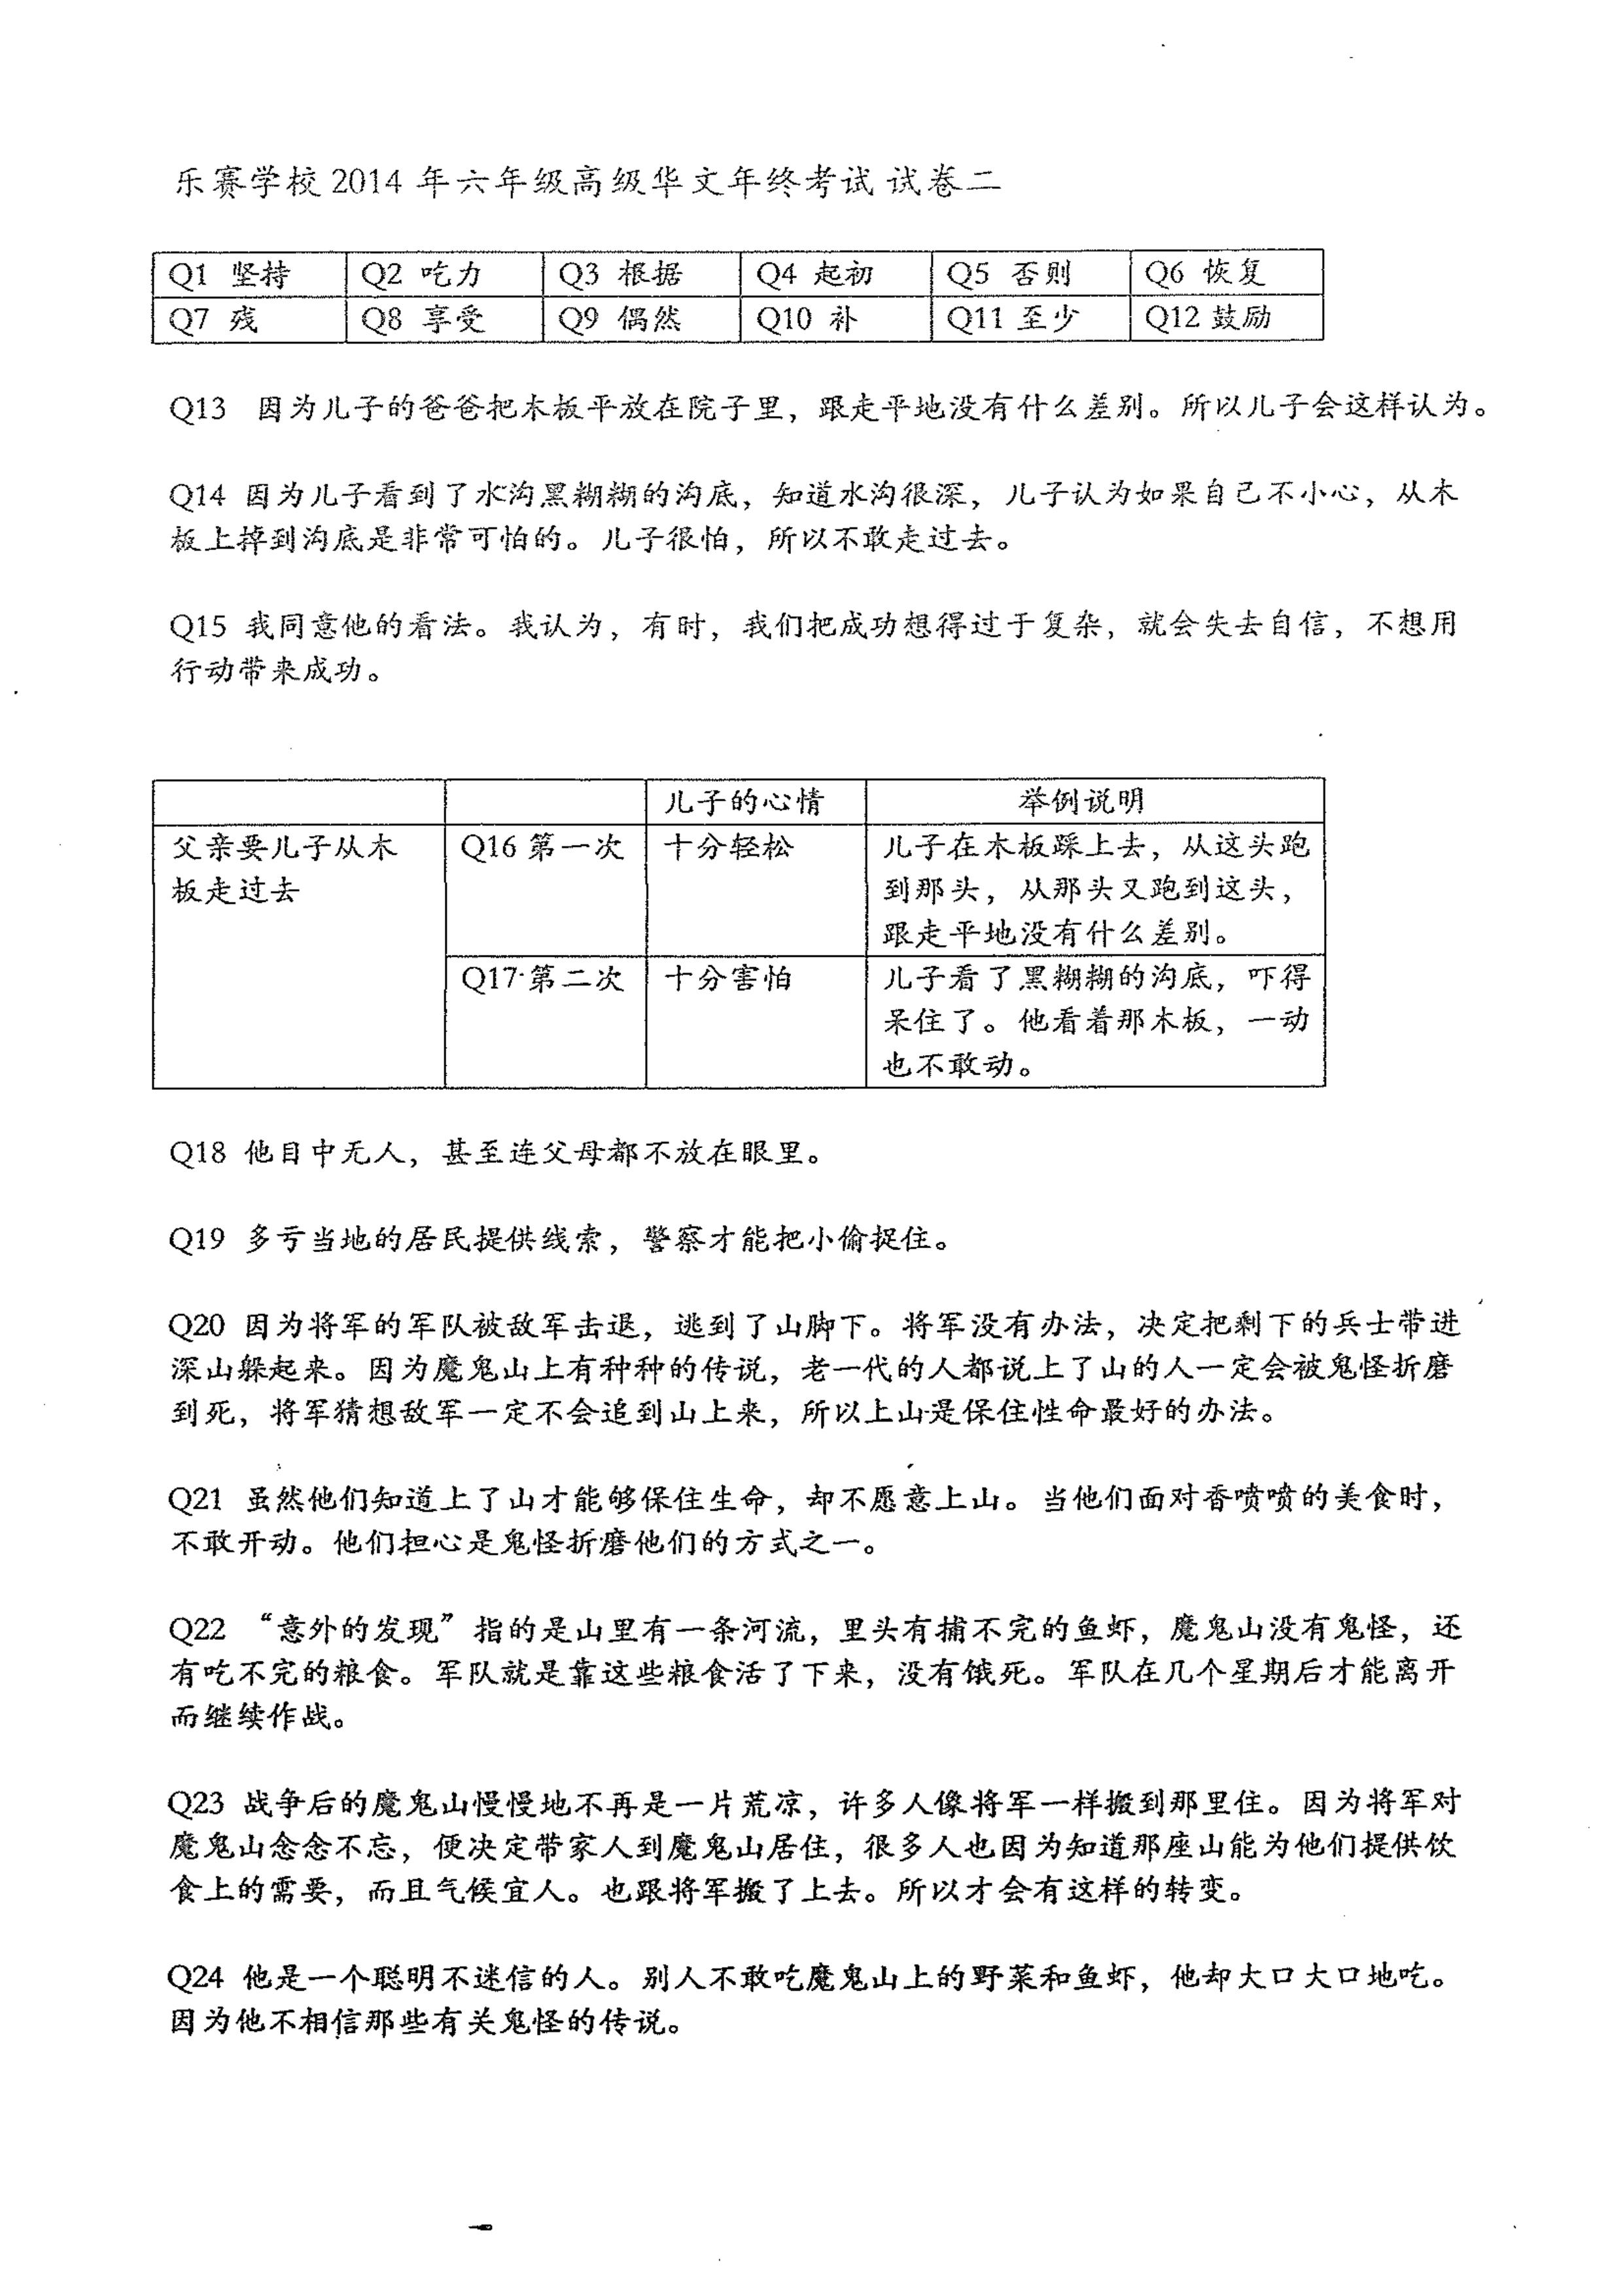 乐赛学校 2014 年六年级高级华文年终考试 试卷二
Q1 坚持 Q2 吃力 Q3 根据 Q4 起初 Q5 否则 Q6 恢复
Q7 残 Q8 享受 Q9 偶然 Q10 补 Q11 至少 Q12 鼓励
Q13 因为儿子的爸爸把木板平放在院子里，跟走平地没有什么差别。所以儿子会这样认为。
Q14 因为儿子看到了水沟黑糊糊的沟底，知道水沟很深，儿子认为如果自己不小心，从木
板上掉到沟底是非常可怕的。儿子很怕，所以不敢走过去。
Q15 我同意他的看法。我认为，有时，我们把成功想得过于复杂，就会失去自信，不想用
行动带来成功。
儿子的心情 举例说明
父亲要儿子从木 Q16 第一次 十分轻松 儿子在木板踩上去，从这头跑
板走过去 到那头，从那头又跑到这头，
跟走平地没有什么差别。
Q17 第二次 十分害怕 儿子看了黑糊糊的沟底，吓得
呆住了。他看着那木板，一动
也不敢动。
Q18 他目中无人，甚至连父母都不放在眼里。
Q19 多亏当地的居民提供线索，警察才能把小偷捉住。
Q20 因为将军的军队被敌军击退，逃到了山脚下。将军没有办法，决定把剩下的兵士带进
深山躲起来。因为魔鬼山上有种种的传说，老一代的人都说上了山的人一定会被鬼怪折磨
到死，将军猜想敌军一定不会追到山上来，所以上山是保住性命最好的办法。
Q21 虽然他们知道上了山才能够保住生命，却不愿意上山。当他们面对香喷喷的美食时，
不敢开动。他们担心是鬼怪折磨他们的方式之一。
Q22 “意外的发现”指的是山里有一条河流，里头有捕不完的鱼虾，魔鬼山没有鬼怪，还
有吃不完的粮食。军队就是靠这些粮食活了下来，没有饿死。军队在几个星期后才能离开
而继续作战。
Q23 战争后的魔鬼山慢慢地不再是一片荒凉，许多人像将军一样搬到那里住。因为将军对
魔鬼山念念不忘，便决定带家人到魔鬼山居住，很多人也因为知道那座山能为他们提供饮
食上的需要，而且气候宜人。也跟将军搬了上去。所以才会有这样的转变。
Q24 他是一个聪明不迷信的人。别人不敢吃魔鬼山上的野菜和鱼虾，他却大口大口地吃。
因为他不相信那些有关鬼怪的传说。